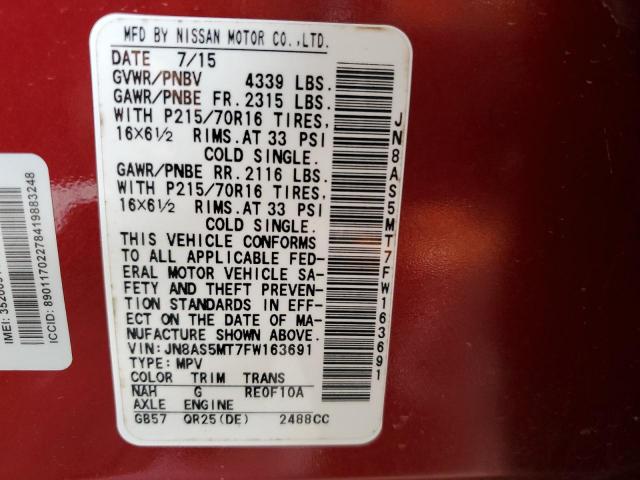 MFD BY NISSAN MOTOR CO.,LTD.
DATE 7/15
GVWR/PNBV 4339 LBS.
GAWR/PNBE FR. 2315 LBS.
WITH P215/70R16 TIRES,
16X6½ RIMS.AT 33 PSI
COLD SINGLE.
GAWR/PNBE RR. 2116 LBS.
WITH P215/70R16 TIRES,
16X6½ RIMS.AT 33 PSI
COLD SINGLE.
THIS VEHICLE CONFORMS
TO ALL APPLICABLE FED-
ERAL MOTOR VEHICLE SA-
FETY AND THEFT PREVEN-
TION STANDARDS IN EFF-
ECT ON THE DATE OF MA-
NUFACTURE SHOWN ABOVE.
VIN:JN8AS5MT7FW163691
TYPE:MPV
COLOR TRIM TRANS
NAH G RE0F10A
AXLE ENGINE
GB57 QR25(DE) 2488CC
JN8AS5MT7FW163691
ICCID: 89011702278419883248
IMEI: